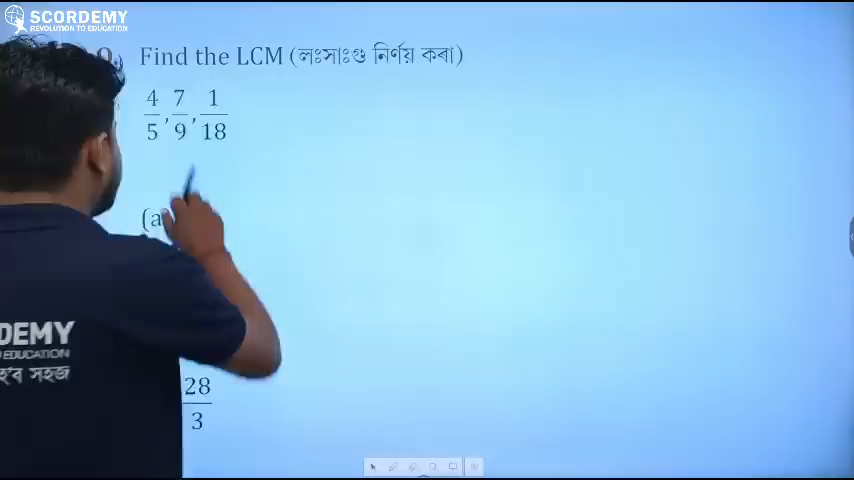 SCORDEMY
REVOLUTION TO EDUCATION
Q. Find the LCM (লঃসাঃগু নিৰ্ণয় কৰা)
4/5, 7/9, 1/18
(a
DEMY
EDUCATION
হ'ব সহজ
28/3